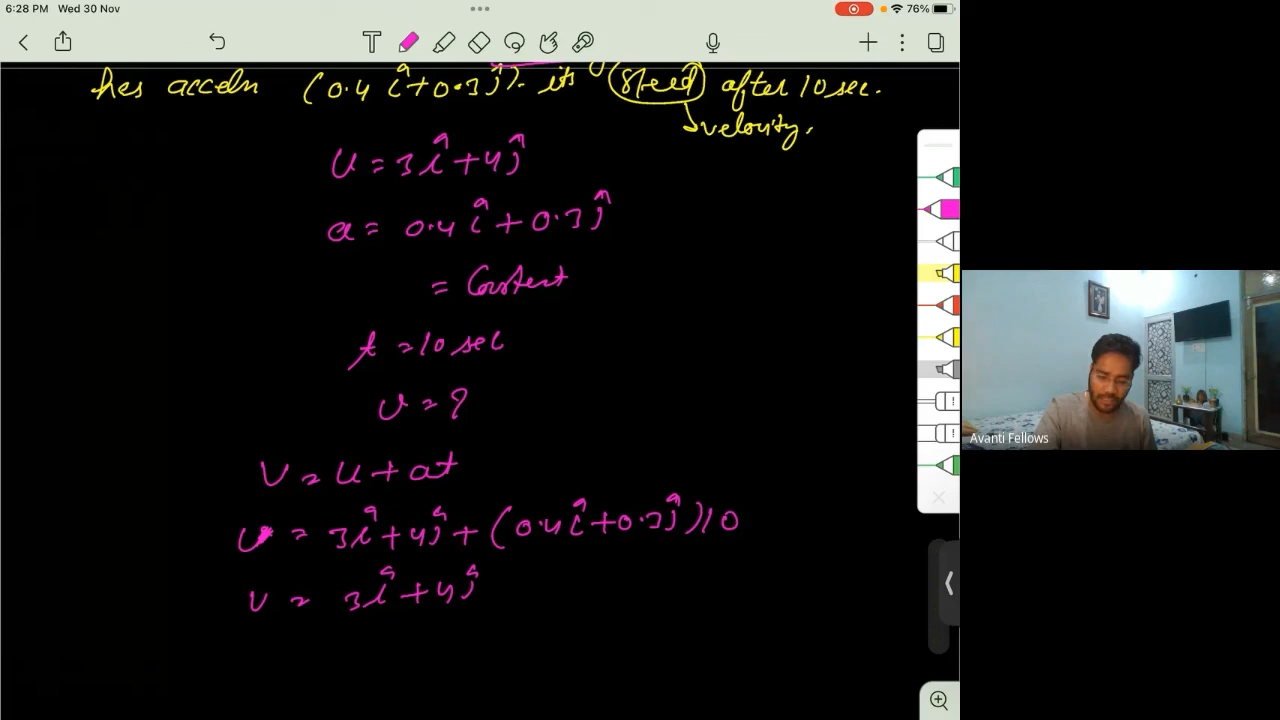 6:28 PM Wed 30 Nov
76%
has acceln (0.4 î + 0.3 ĵ). its speed after 10 sec.
velocity.
u = 3î + 4ĵ
a = 0.4 î + 0.3 ĵ
= Constant
t = 10 sec
v = ?
v = u + at
v = 3î + 4ĵ + (0.4 î + 0.3 ĵ) 10
v = 3î + 4ĵ
Avanti Fellows